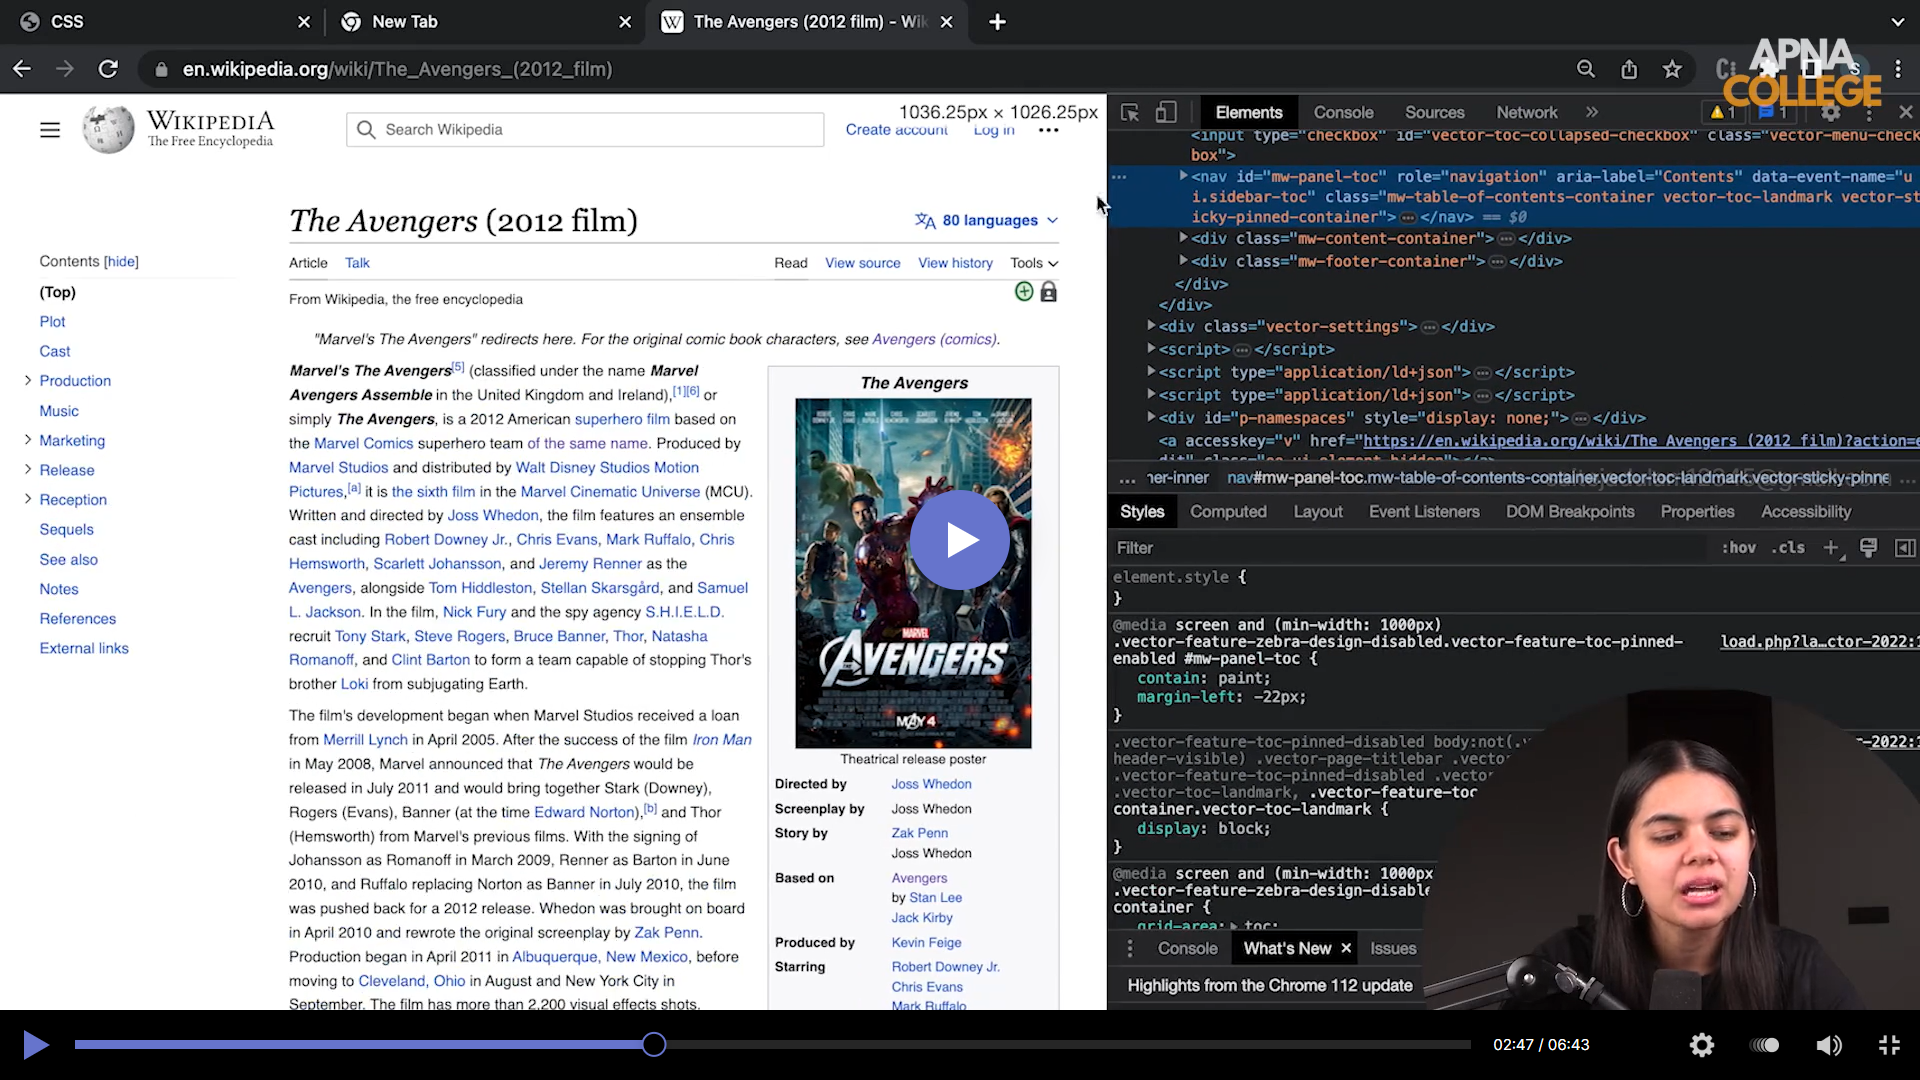 CSS
New Tab
The Avengers (2012 film) - Wik
en.wikipedia.org/wiki/The_Avengers_(2012_film)
APNA
COLLEGE
WIKIPEDIA
The Free Encyclopedia
Search Wikipedia
1036.25px × 1026.25px
Create account
Log in
The Avengers (2012 film)
80 languages
Contents [hide]
(Top)
Plot
Cast
Production
Music
Marketing
Release
Reception
Sequels
See also
Notes
References
External links
Article Talk
Read View source View history Tools
From Wikipedia, the free encyclopedia
"Marvel's The Avengers" redirects here. For the original comic book characters, see Avengers (comics).
Marvel's The Avengers[5] (classified under the name Marvel
Avengers Assemble in the United Kingdom and Ireland),[1][6] or
simply The Avengers, is a 2012 American superhero film based on
the Marvel Comics superhero team of the same name. Produced by
Marvel Studios and distributed by Walt Disney Studios Motion
Pictures,[a] it is the sixth film in the Marvel Cinematic Universe (MCU).
Written and directed by Joss Whedon, the film features an ensemble
cast including Robert Downey Jr., Chris Evans, Mark Ruffalo, Chris
Hemsworth, Scarlett Johansson, and Jeremy Renner as the
Avengers, alongside Tom Hiddleston, Stellan Skarsgård, and Samuel
L. Jackson. In the film, Nick Fury and the spy agency S.H.I.E.L.D.
recruit Tony Stark, Steve Rogers, Bruce Banner, Thor, Natasha
Romanoff, and Clint Barton to form a team capable of stopping Thor's
brother Loki from subjugating Earth.
The film's development began when Marvel Studios received a loan
from Merrill Lynch in April 2005. After the success of the film Iron Man
in May 2008, Marvel announced that The Avengers would be
released in July 2011 and would bring together Stark (Downey),
Rogers (Evans), Banner (at the time Edward Norton),[b] and Thor
(Hemsworth) from Marvel's previous films. With the signing of
Johansson as Romanoff in March 2009, Renner as Barton in June
2010, and Ruffalo replacing Norton as Banner in July 2010, the film
was pushed back for a 2012 release. Whedon was brought on board
in April 2010 and rewrote the original screenplay by Zak Penn.
Production began in April 2011 in Albuquerque, New Mexico, before
moving to Cleveland, Ohio in August and New York City in
September. The film has more than 2,200 visual effects shots.
The Avengers
MARVEL
AVENGERS
MAY 4
Theatrical release poster
Directed by Joss Whedon
Screenplay by Joss Whedon
Story by Zak Penn
Joss Whedon
Based on Avengers
by Stan Lee
Jack Kirby
Produced by Kevin Feige
Starring Robert Downey Jr.
Chris Evans
Mark Ruffalo
Elements Console Sources Network » 1 1
<input type="checkbox" id="vector-toc-collapsed-checkbox" class="vector-menu-check
box">
<nav id="mw-panel-toc" role="navigation" aria-label="Contents" data-event-name="u
i.sidebar-toc" class="mw-table-of-contents-container vector-toc-landmark vector-st
icky-pinned-container">…</nav> == $0
<div class="mw-content-container">…</div>
<div class="mw-footer-container">…</div>
</div>
</div>
<div class="vector-settings">…</div>
<script>…</script>
<script type="application/ld+json">…</script>
<script type="application/ld+json">…</script>
<div id="p-namespaces" style="display: none;">…</div>
<a accesskey="v" href="https://en.wikipedia.org/wiki/The_Avengers_(2012_film)?action=e
… ner-inner nav#mw-panel-toc.mw-table-of-contents-container.vector-toc-landmark.vector-sticky-pinne …
Styles Computed Layout Event Listeners DOM Breakpoints Properties Accessibility
Filter :hov .cls +
element.style {
}
@media screen and (min-width: 1000px)
.vector-feature-zebra-design-disabled.vector-feature-toc-pinned- load.php?la…ctor-2022:1
enabled #mw-panel-toc {
contain: paint;
margin-left: -22px;
}
.vector-feature-toc-pinned-disabled body:not(.v -2022:1
header-visible) .vector-page-titlebar .vecto
.vector-feature-toc-pinned-disabled .vecto
.vector-toc-landmark, .vector-feature-toc
container.vector-toc-landmark {
display: block;
}
@media screen and (min-width: 1000px
.vector-feature-zebra-design-disable
container {
grid-area: toc;
Console What's New Issues
Highlights from the Chrome 112 update
02:47 / 06:43